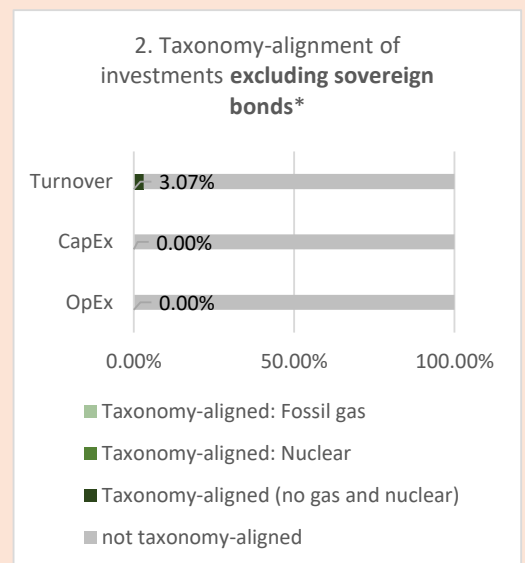 2. Taxonomy-alignment of
investments excluding sovereign
bonds*
Turnover
3.07%
CapEx
0.00%
OpEx
0.00%
0.00% 50.00% 100.00%
Taxonomy-aligned: Fossil gas
Taxonomy-aligned: Nuclear
Taxonomy-aligned (no gas and nuclear)
not taxonomy-aligned